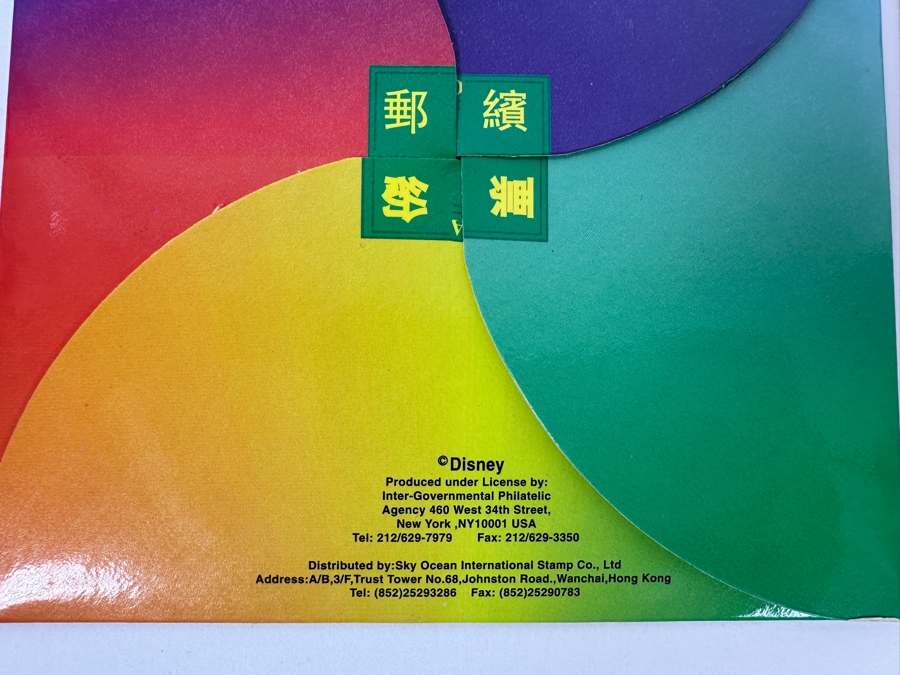 郵 繽
紛 票
©Disney
Produced under License by:
Inter-Governmental Philatelic
Agency 460 West 34th Street,
New York ,NY10001 USA
Tel: 212/629-7979 Fax: 212/629-3350
Distributed by:Sky Ocean International Stamp Co., Ltd
Address:A/B,3/F,Trust Tower No.68,Johnston Road.,Wanchai,Hong Kong
Tel: (852)25293286 Fax: (852)25290783